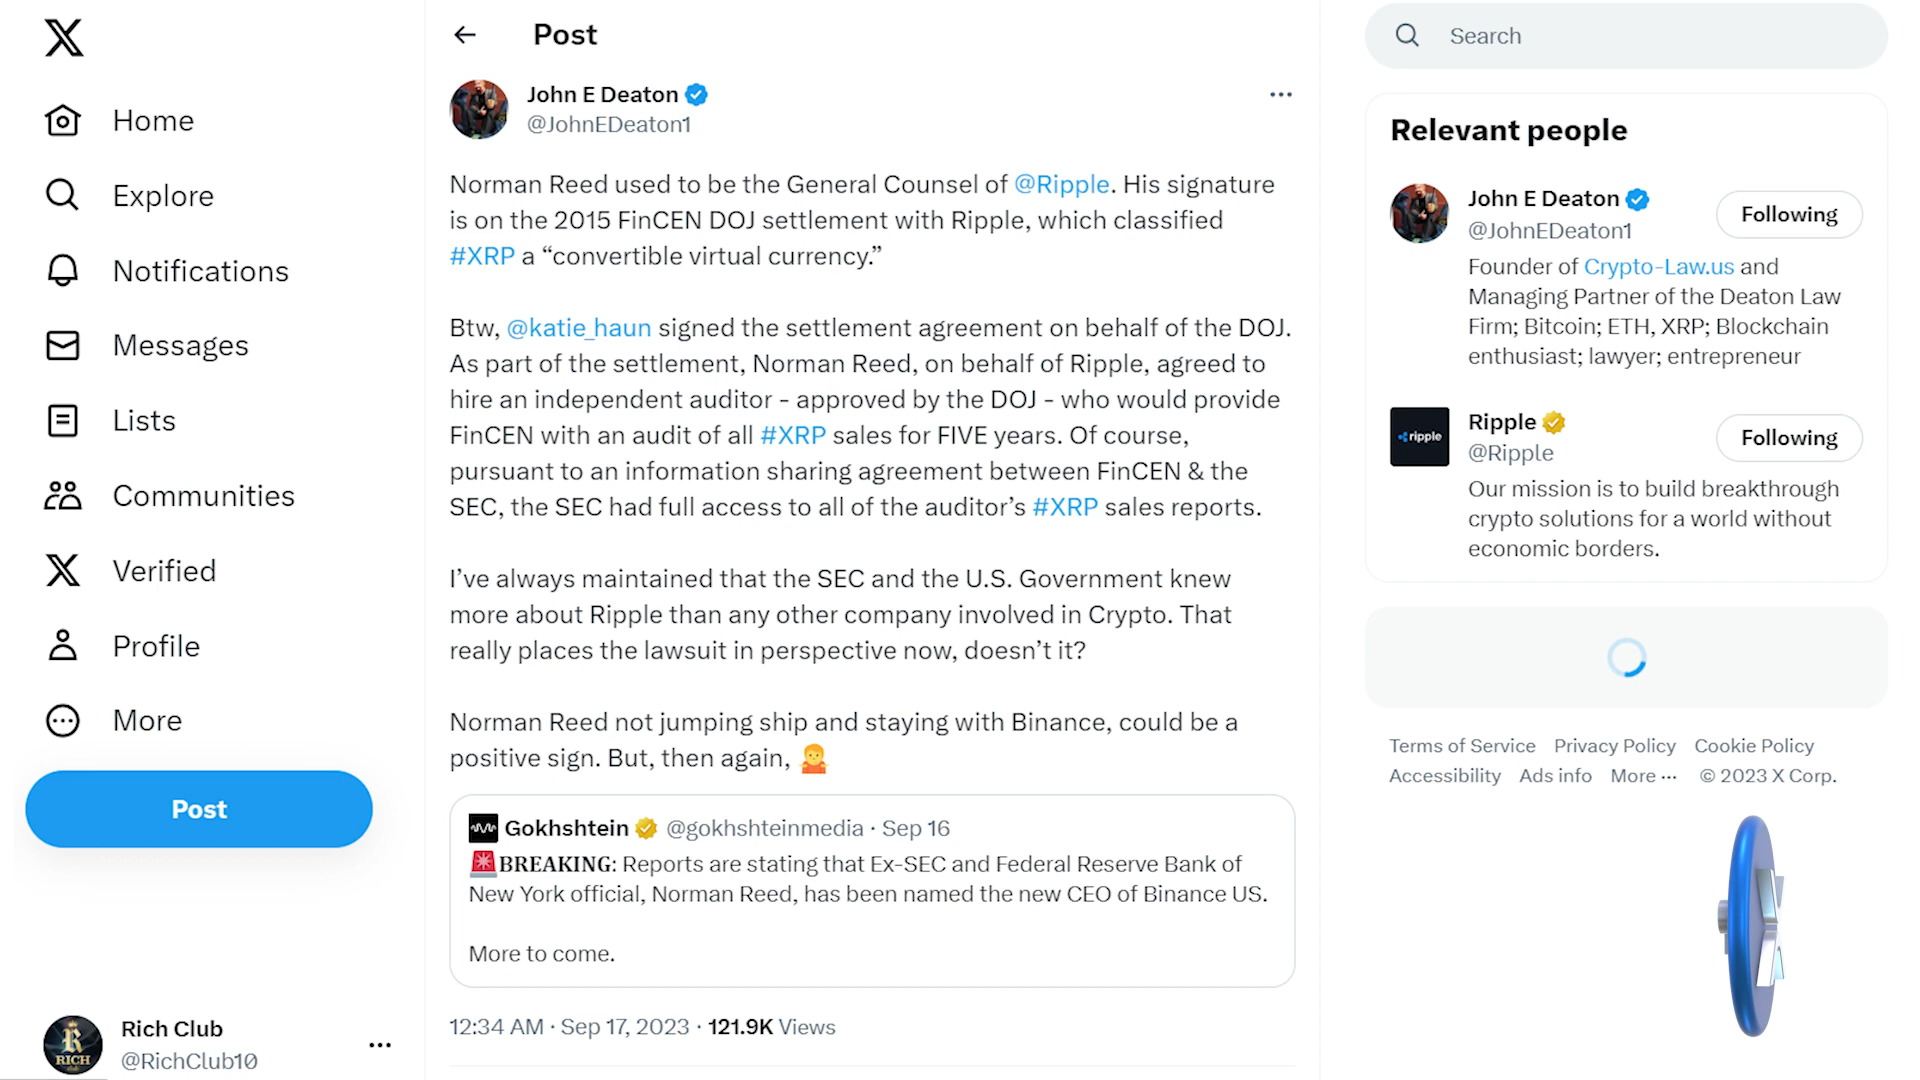 Home
Explore
Notifications
Messages
Lists
Communities
Verified
Profile
More
Post
Rich Club
@RichClub10
RICH
Post
John E Deaton
@JohnEDeaton1
Norman Reed used to be the General Counsel of @Ripple. His signature
is on the 2015 FinCEN DOJ settlement with Ripple, which classified
#XRP a “convertible virtual currency.”
Btw, @katie_haun signed the settlement agreement on behalf of the DOJ.
As part of the settlement, Norman Reed, on behalf of Ripple, agreed to
hire an independent auditor - approved by the DOJ - who would provide
FinCEN with an audit of all #XRP sales for FIVE years. Of course,
pursuant to an information sharing agreement between FinCEN & the
SEC, the SEC had full access to all of the auditor’s #XRP sales reports.
I’ve always maintained that the SEC and the U.S. Government knew
more about Ripple than any other company involved in Crypto. That
really places the lawsuit in perspective now, doesn’t it?
Norman Reed not jumping ship and staying with Binance, could be a
positive sign. But, then again, 🤷
Gokhshtein @gokhshteinmedia · Sep 16
🚨BREAKING: Reports are stating that Ex-SEC and Federal Reserve Bank of
New York official, Norman Reed, has been named the new CEO of Binance US.
More to come.
12:34 AM · Sep 17, 2023 · 121.9K Views
Search
Relevant people
John E Deaton
@JohnEDeaton1
Following
Founder of Crypto-Law.us and
Managing Partner of the Deaton Law
Firm; Bitcoin; ETH, XRP; Blockchain
enthusiast; lawyer; entrepreneur
ripple
Ripple
@Ripple
Following
Our mission is to build breakthrough
crypto solutions for a world without
economic borders.
Terms of Service Privacy Policy Cookie Policy
Accessibility Ads info More ··· © 2023 X Corp.